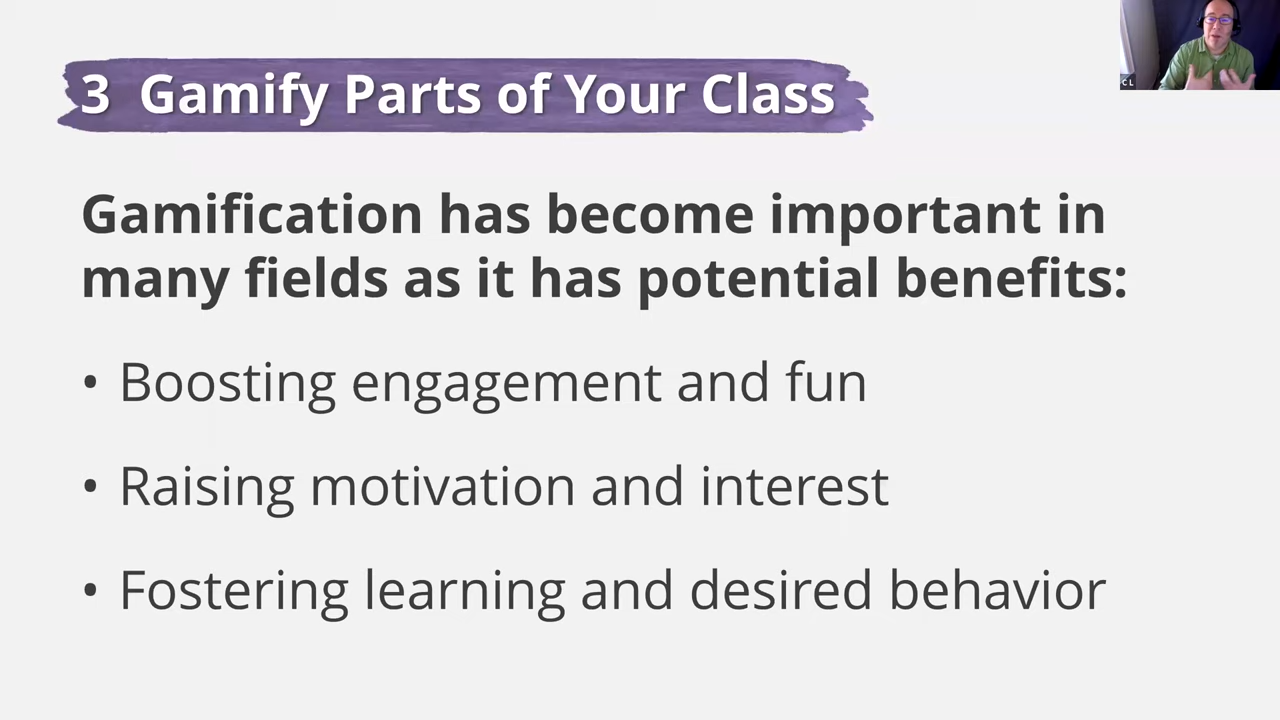 3 Gamify Parts of Your Class
C L
Gamification has become important in
many fields as it has potential benefits:
• Boosting engagement and fun
• Raising motivation and interest
• Fostering learning and desired behavior